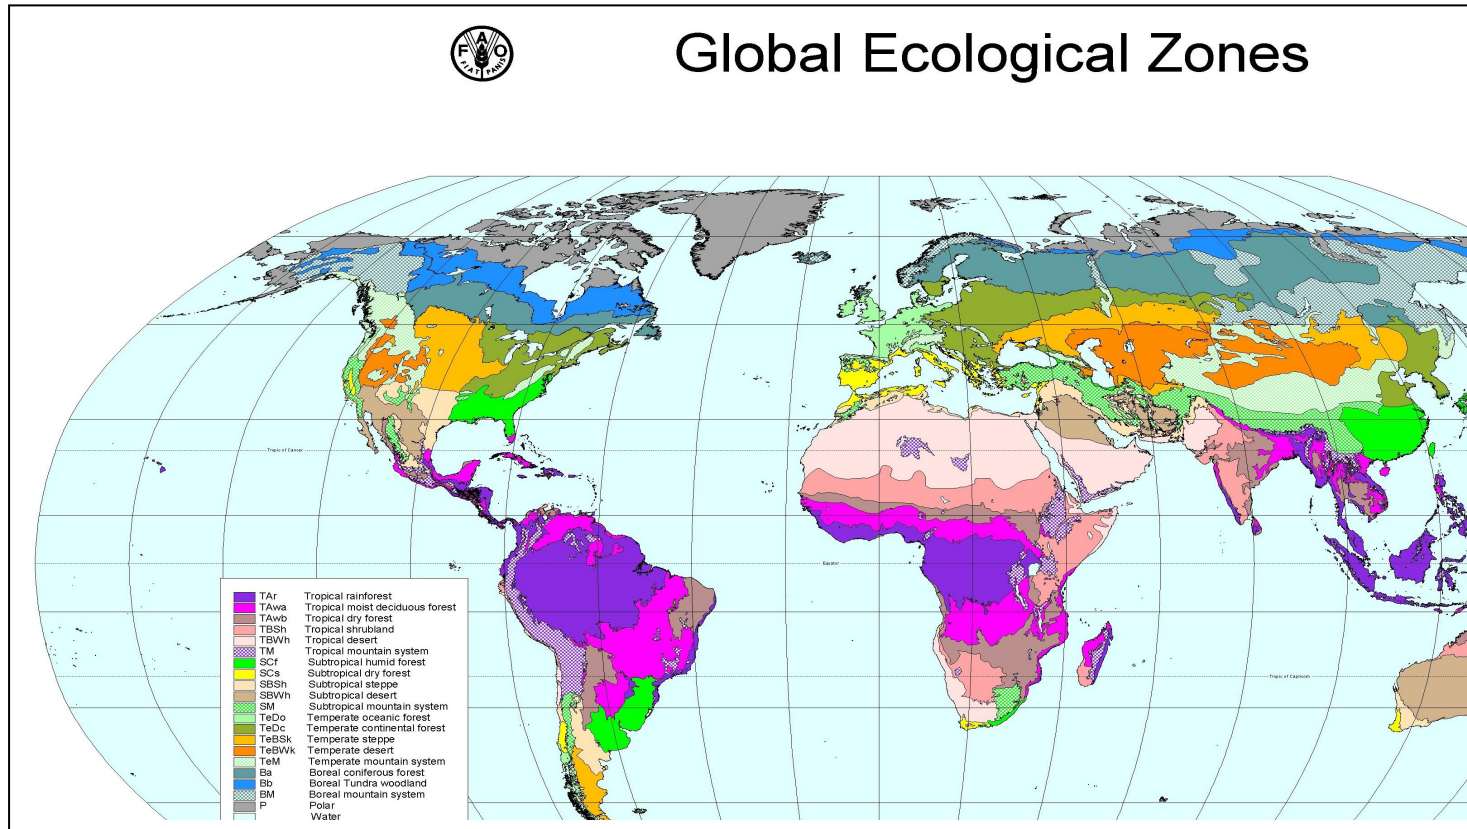 F A O
FIAT PANIS
Global Ecological Zones
Tropic of Cancer
Equator
Tropic of Capricorn
TAr Tropical rainforest
TAwa Tropical moist deciduous forest
TAwb Tropical dry forest
TBSh Tropical shrubland
TBWh Tropical desert
TM Tropical mountain system
SCf Subtropical humid forest
SCs Subtropical dry forest
SBSh Subtropical steppe
SBWh Subtropical desert
SM Subtropical mountain system
TeDo Temperate oceanic forest
TeDc Temperate continental forest
TeBSk Temperate steppe
TeBWk Temperate desert
TeM Temperate mountain system
Ba Boreal coniferous forest
Bb Boreal Tundra woodland
BM Boreal mountain system
P Polar
Water